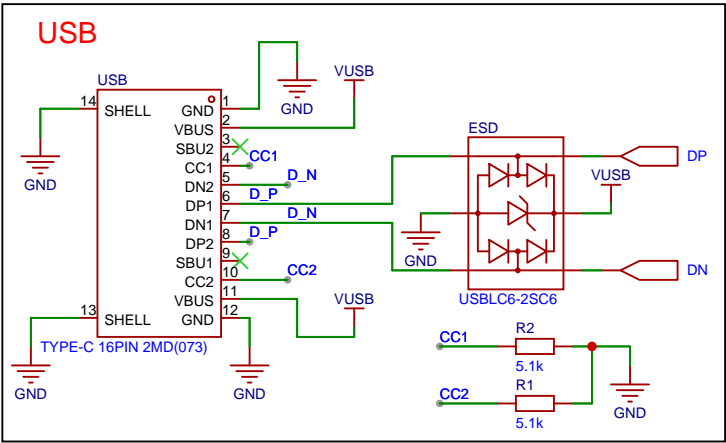 USB
USB
VUSB
14 SHELL
GND 1
GND
VBUS 2
SBU2 3
CC1 4 CC1
DN2 5 D_N
DP1 6 D_P
DN1 7 D_N
DP2 8 D_P
SBU1 9
CC2 10 CC2
VBUS 11
GND 12
GND
13 SHELL
VUSB
TYPE-C 16PIN 2MD(073)
GND
GND
ESD
DP
VUSB
GND
DN
USBLC6-2SC6
CC1
R2
5.1k
CC2
R1
5.1k
GND